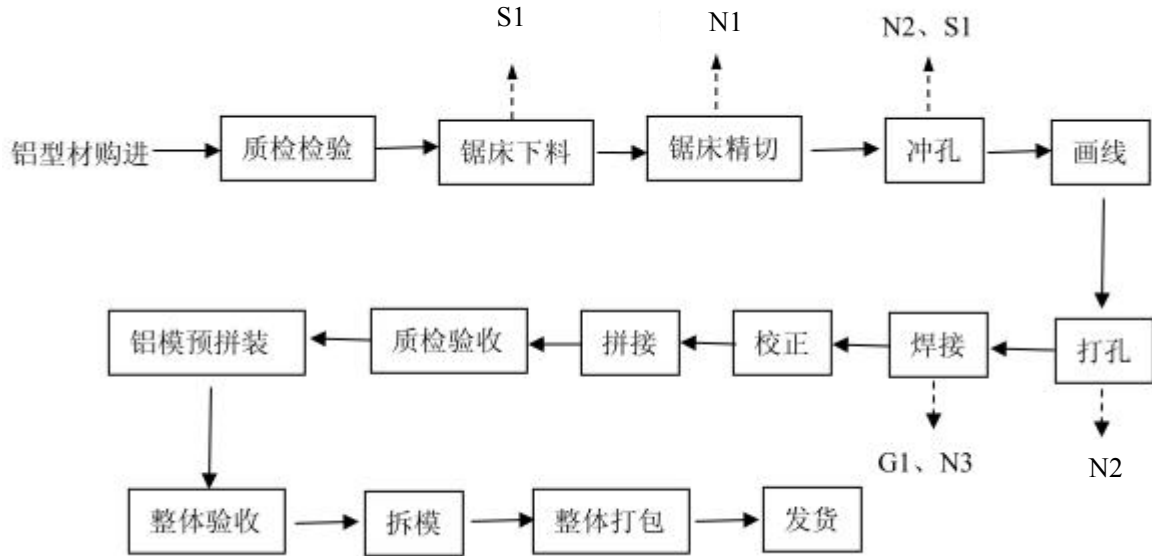 S1 N1 N2、S1
铝型材购进 质检检验 锯床下料 锯床精切 冲孔 画线
铝模预拼装 质检验收 拼接 校正 焊接 打孔
G1、N3 N2
整体验收 拆模 整体打包 发货